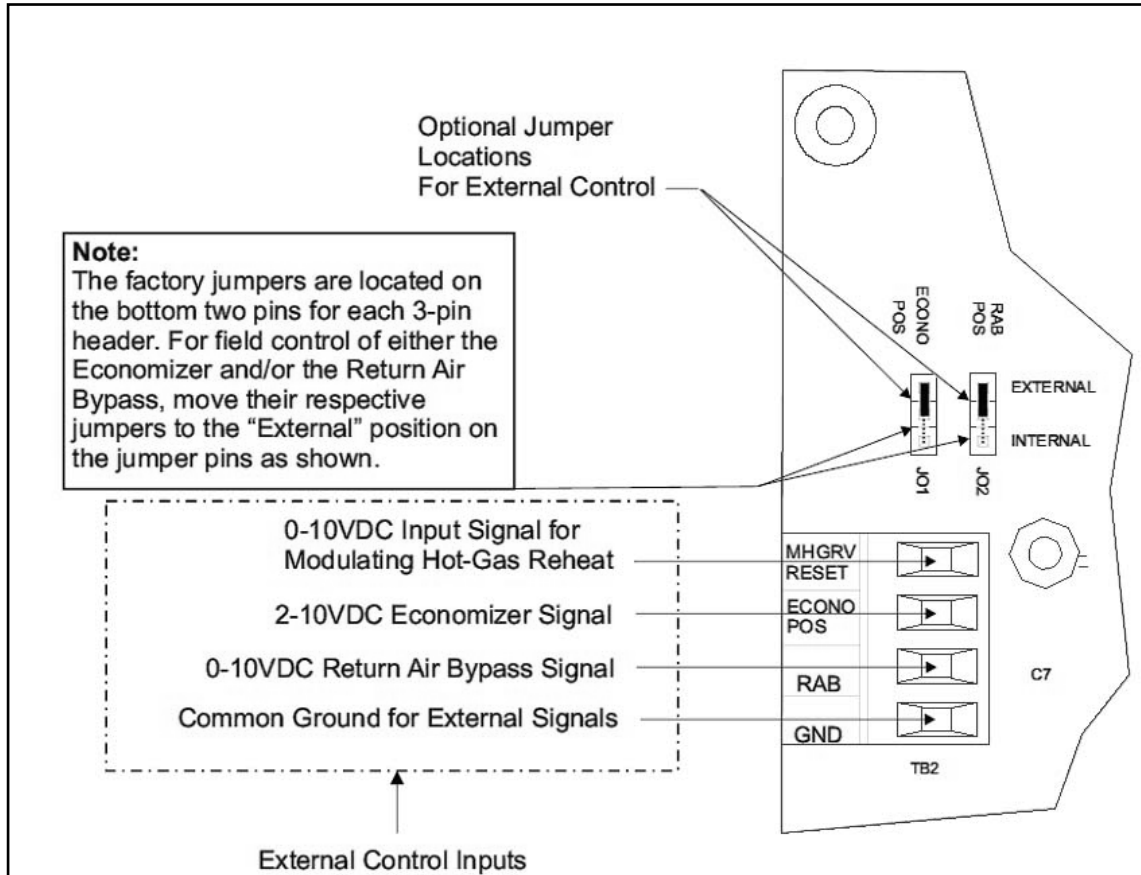 Optional Jumper
Locations
For External Control
Note:
The factory jumpers are located on
the bottom two pins for each 3-pin
header. For field control of either the
Economizer and/or the Return Air
Bypass, move their respective
jumpers to the “External” position on
the jumper pins as shown.
ECONO
POS
RAB
POS
EXTERNAL
INTERNAL
JO1
JO2
0-10VDC Input Signal for
Modulating Hot-Gas Reheat
2-10VDC Economizer Signal
0-10VDC Return Air Bypass Signal
Common Ground for External Signals
MHGRV
RESET
ECONO
POS
RAB
GND
C7
TB2
External Control Inputs